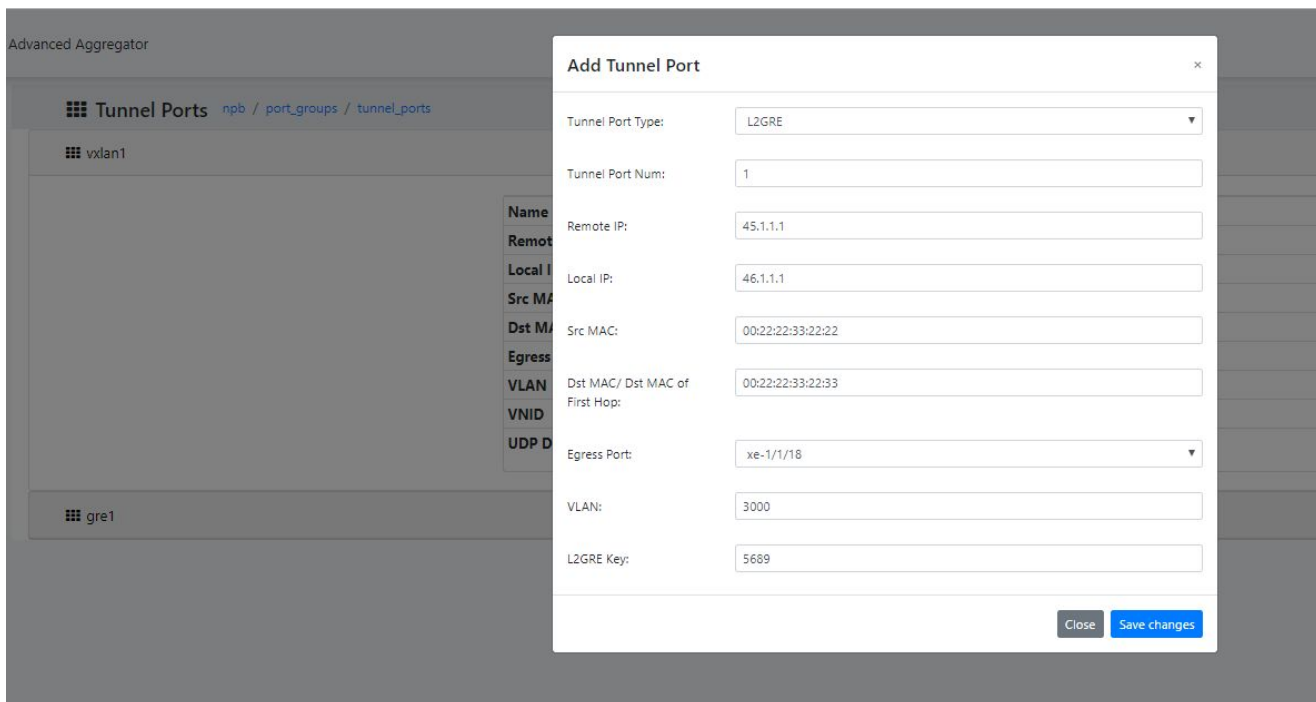 Advanced Aggregator
Tunnel Ports npb / port_groups / tunnel_ports
vxlan1
Name
Remot
Local I
Src MA
Dst MA
Egress
VLAN
VNID
UDP D
gre1
Add Tunnel Port ×
Tunnel Port Type: L2GRE
Tunnel Port Num: 1
Remote IP: 45.1.1.1
Local IP: 46.1.1.1
Src MAC: 00:22:22:33:22:22
Dst MAC/ Dst MAC of 00:22:22:33:22:33
First Hop:
Egress Port: xe-1/1/18
VLAN: 3000
L2GRE Key: 5689
Close Save changes